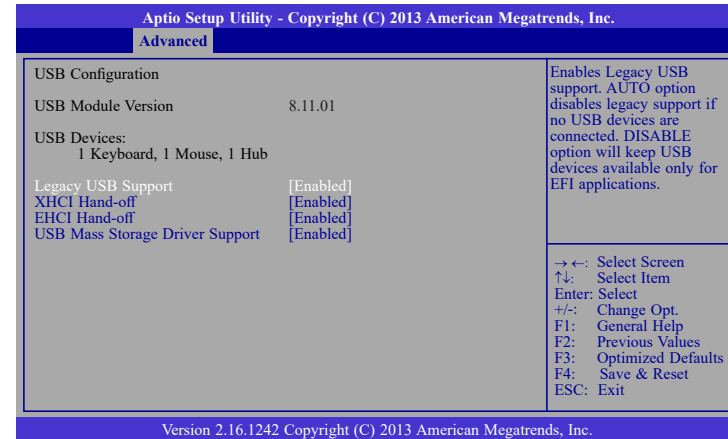 Aptio Setup Utility - Copyright (C) 2013 American Megatrends, Inc.
Advanced
USB Configuration
USB Module Version 8.11.01
USB Devices:
1 Keyboard, 1 Mouse, 1 Hub
Legacy USB Support [Enabled]
XHCI Hand-off [Enabled]
EHCI Hand-off [Enabled]
USB Mass Storage Driver Support [Enabled]
Enables Legacy USB
support. AUTO option
disables legacy support if
no USB devices are
connected. DISABLE
option will keep USB
devices available only for
EFI applications.
→ ←: Select Screen
↑↓: Select Item
Enter: Select
+/-: Change Opt.
F1: General Help
F2: Previous Values
F3: Optimized Defaults
F4: Save & Reset
ESC: Exit
Version 2.16.1242 Copyright (C) 2013 American Megatrends, Inc.